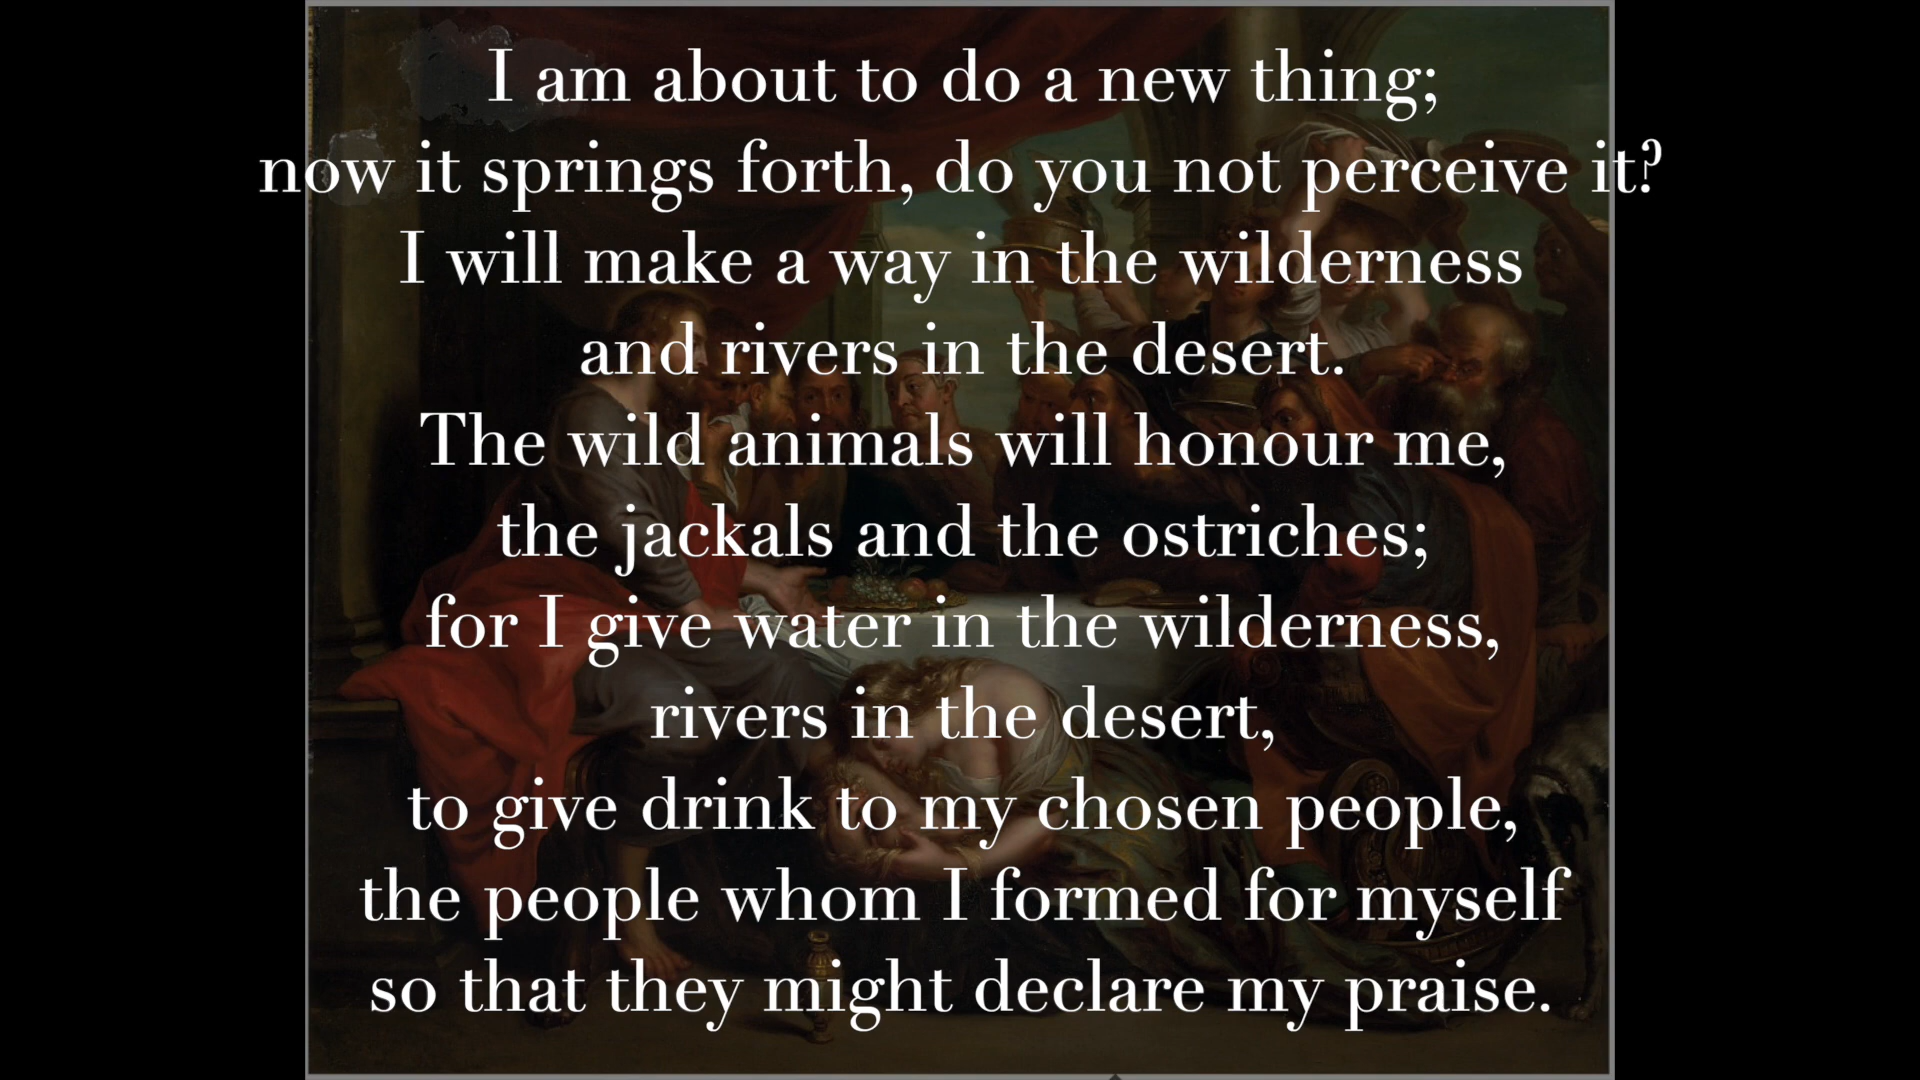 I am about to do a new thing;
now it springs forth, do you not perceive it?
I will make a way in the wilderness
and rivers in the desert.
The wild animals will honour me,
the jackals and the ostriches;
for I give water in the wilderness,
rivers in the desert,
to give drink to my chosen people,
the people whom I formed for myself
so that they might declare my praise.